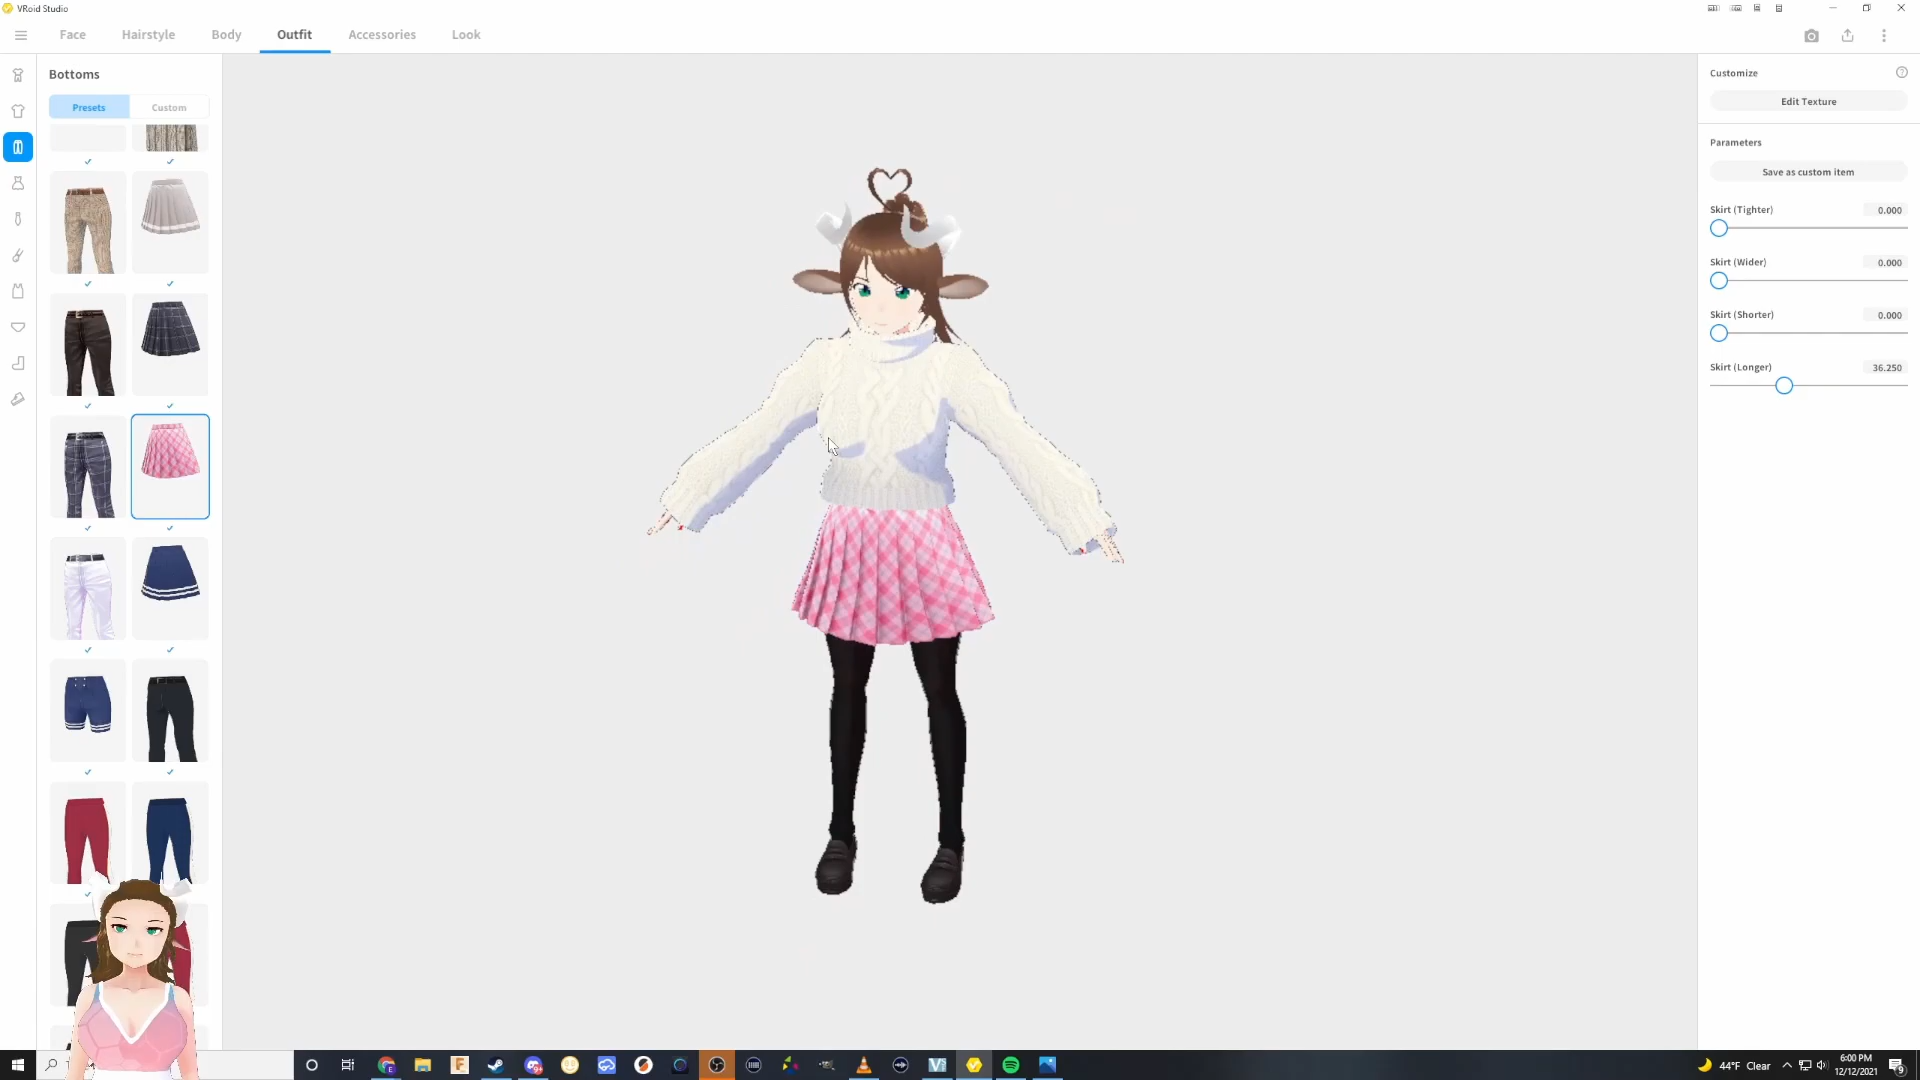 VRoid Studio
Face Hairstyle Body Outfit Accessories Look
Bottoms
Presets Custom
Customize
Edit Texture
Parameters
Save as custom item
Skirt (Tighter) 0.000
Skirt (Wider) 0.000
Skirt (Shorter) 0.000
Skirt (Longer) 36.250
44°F Clear
6:00 PM
12/12/2021